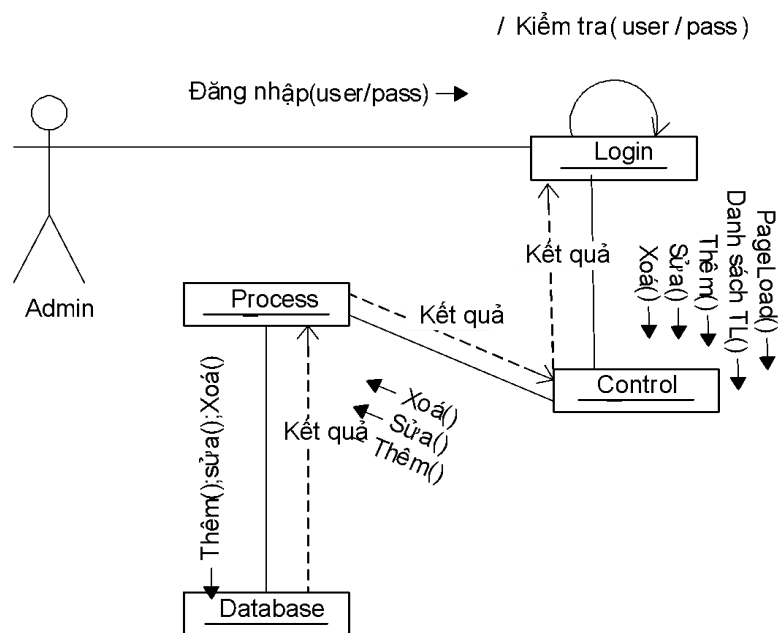 / Kiểm tra( user / pass )
Đăng nhập(user/pass)
Login
Kết quả
Xoá()
Sửa()
Thêm()
Danh sách TL()
PageLoad()
Admin
Process
Kết quả
Control
Xoá()
Sửa()
Thêm()
Kết quả
Thêm();sửa();Xoá()
Database